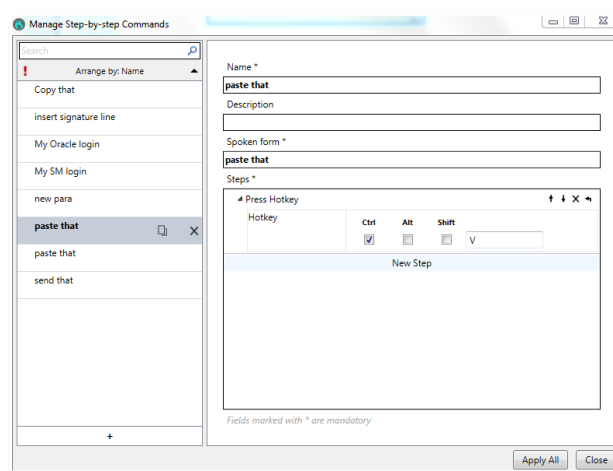 Manage Step-by-step Commands
Search
! Arrange by: Name
Copy that
insert signature line
My Oracle login
My SM login
new para
paste that
paste that
send that
+
Name *
paste that
Description
Spoken form *
paste that
Steps *
Press Hotkey
Hotkey Ctrl Alt Shift
V
New Step
Fields marked with * are mandatory
Apply All Close